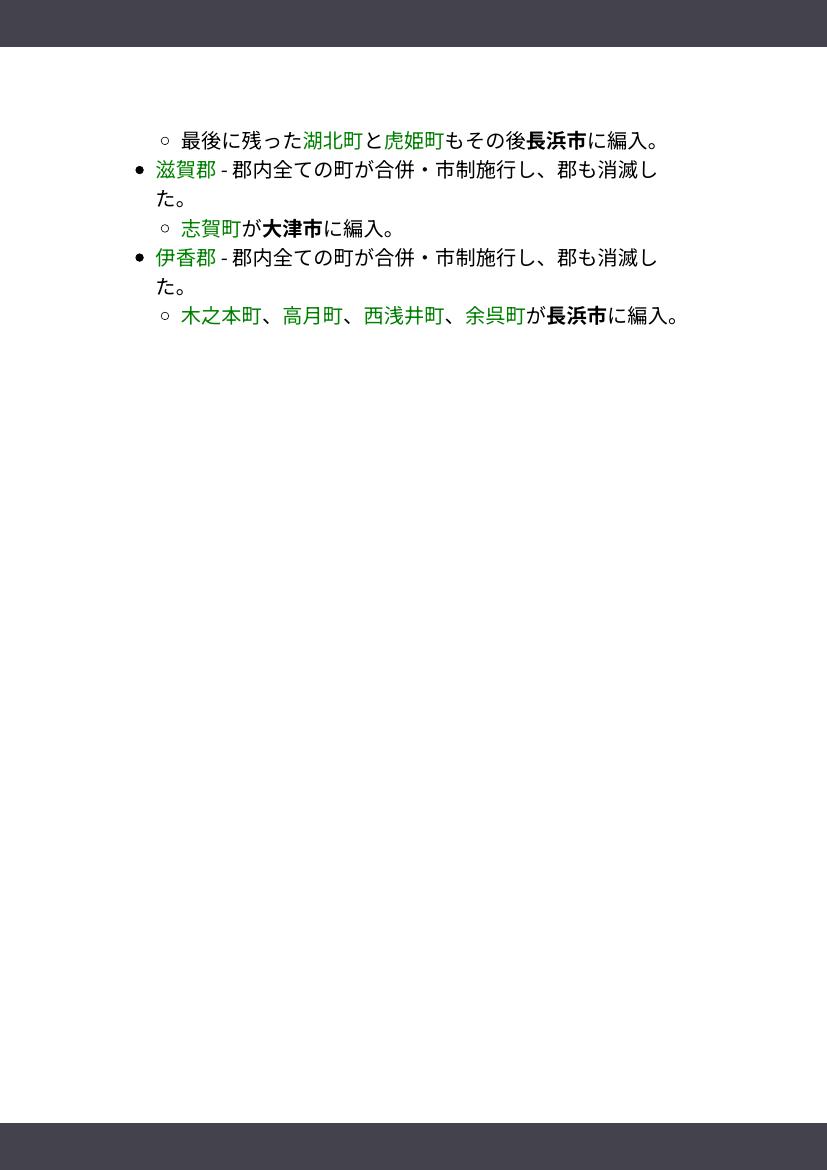 最後に残った湖北町と虎姫町もその後長浜市に編入。
滋賀郡 - 郡内全ての町が合併・市制施行し、郡も消滅し
た。
志賀町が大津市に編入。
伊香郡 - 郡内全ての町が合併・市制施行し、郡も消滅し
た。
木之本町、高月町、西浅井町、余呉町が長浜市に編入。